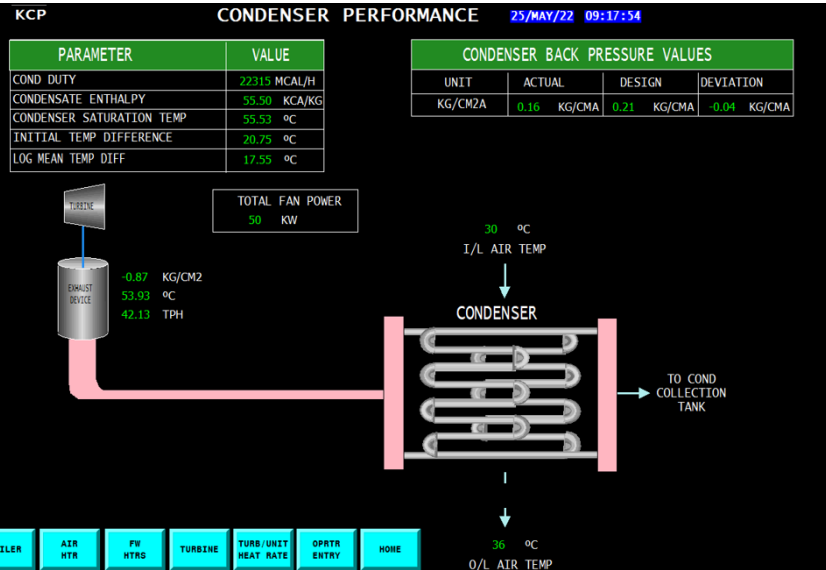 KCP
CONDENSER PERFORMANCE
25/MAY/22 09:17:54
PARAMETER VALUE
COND DUTY 22315 MCAL/H
CONDENSATE ENTHALPY 55.50 KCA/KG
CONDENSER SATURATION TEMP 55.53 ºC
INITIAL TEMP DIFFERENCE 20.75 ºC
LOG MEAN TEMP DIFF 17.55 ºC
CONDENSER BACK PRESSURE VALUES
UNIT ACTUAL DESIGN DEVIATION
KG/CM2A 0.16 KG/CMA 0.21 KG/CMA -0.04 KG/CMA
TURBINE
TOTAL FAN POWER
50 KW
30 ºC
I/L AIR TEMP
EXHAUST
DEVICE
-0.87 KG/CM2
53.93 ºC
42.13 TPH
CONDENSER
TO COND
COLLECTION
TANK
36 ºC
O/L AIR TEMP
ILER
AIR
HTR
FW
HTRS
TURBINE
TURB/UNIT
HEAT RATE
OPRTR
ENTRY
HOME